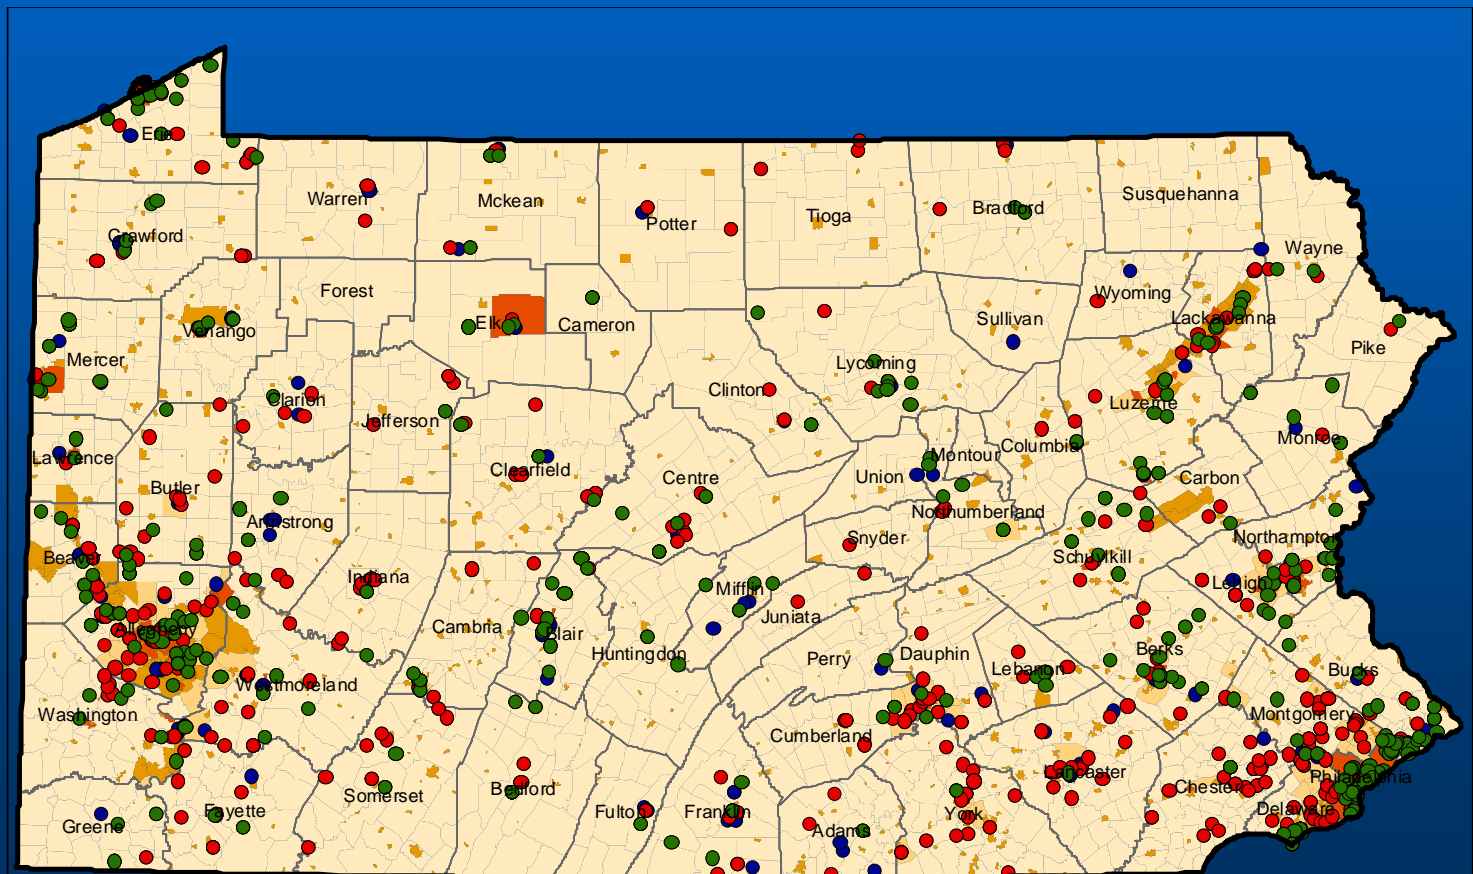 Erie
Warren
Mckean
Susquehanna
Crawford
Potter
Tioga
Bradford
Wayne
Forest
Wyoming
Venango
Elk
Cameron
Sullivan
Lackawanna
Mercer
Pike
Clarion
Clinton
Lycoming
Luzerne
Jefferson
Monroe
Lawrence
Clearfield
Columbia
Montour
Butler
Centre
Union
Carbon
Armstrong
Northumberland
Snyder
Northampton
Beaver
Schuylkill
Indiana
Mifflin
Lehigh
Allegheny
Cambria
Blair
Juniata
Huntingdon
Perry
Dauphin
Berks
Lebanon
Westmoreland
Bucks
Washington
Montgomery
Cumberland
Lancaster
Philadelphia
Somerset
Bedford
Chester
Fayette
Fulton
Franklin
York
Delaware
Greene
Adams